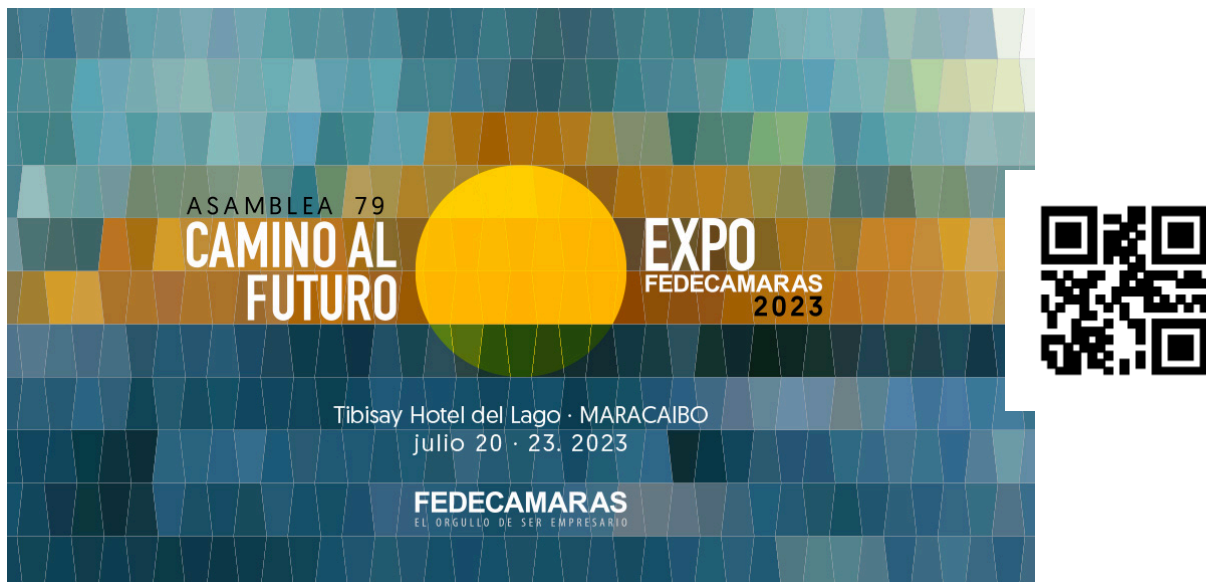 ASAMBLEA 79
CAMINO AL
FUTURO
EXPO
FEDECAMARAS
2023
Tibisay Hotel del Lago · MARACAIBO
julio 20 · 23. 2023
FEDECAMARAS
EL ORGULLO DE SER EMPRESARIO